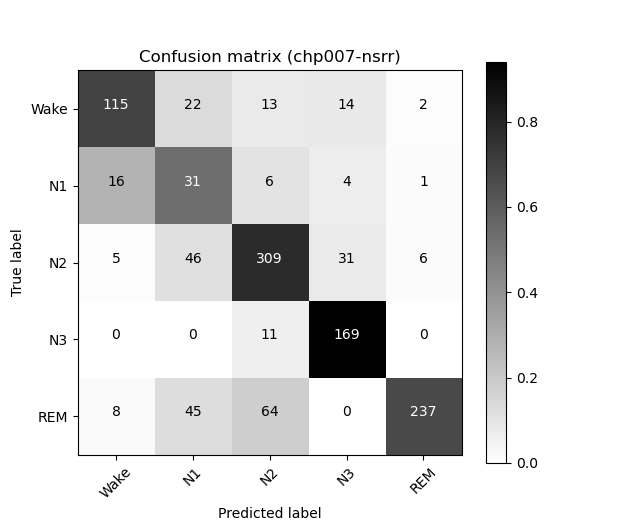 Confusion matrix (chp007-nsrr)
True label
Wake 115 22 13 14 2
N1 16 31 6 4 1
N2 5 46 309 31 6
N3 0 0 11 169 0
REM 8 45 64 0 237
Wake N1 N2 N3 REM
Predicted label
0.8
0.6
0.4
0.2
0.0